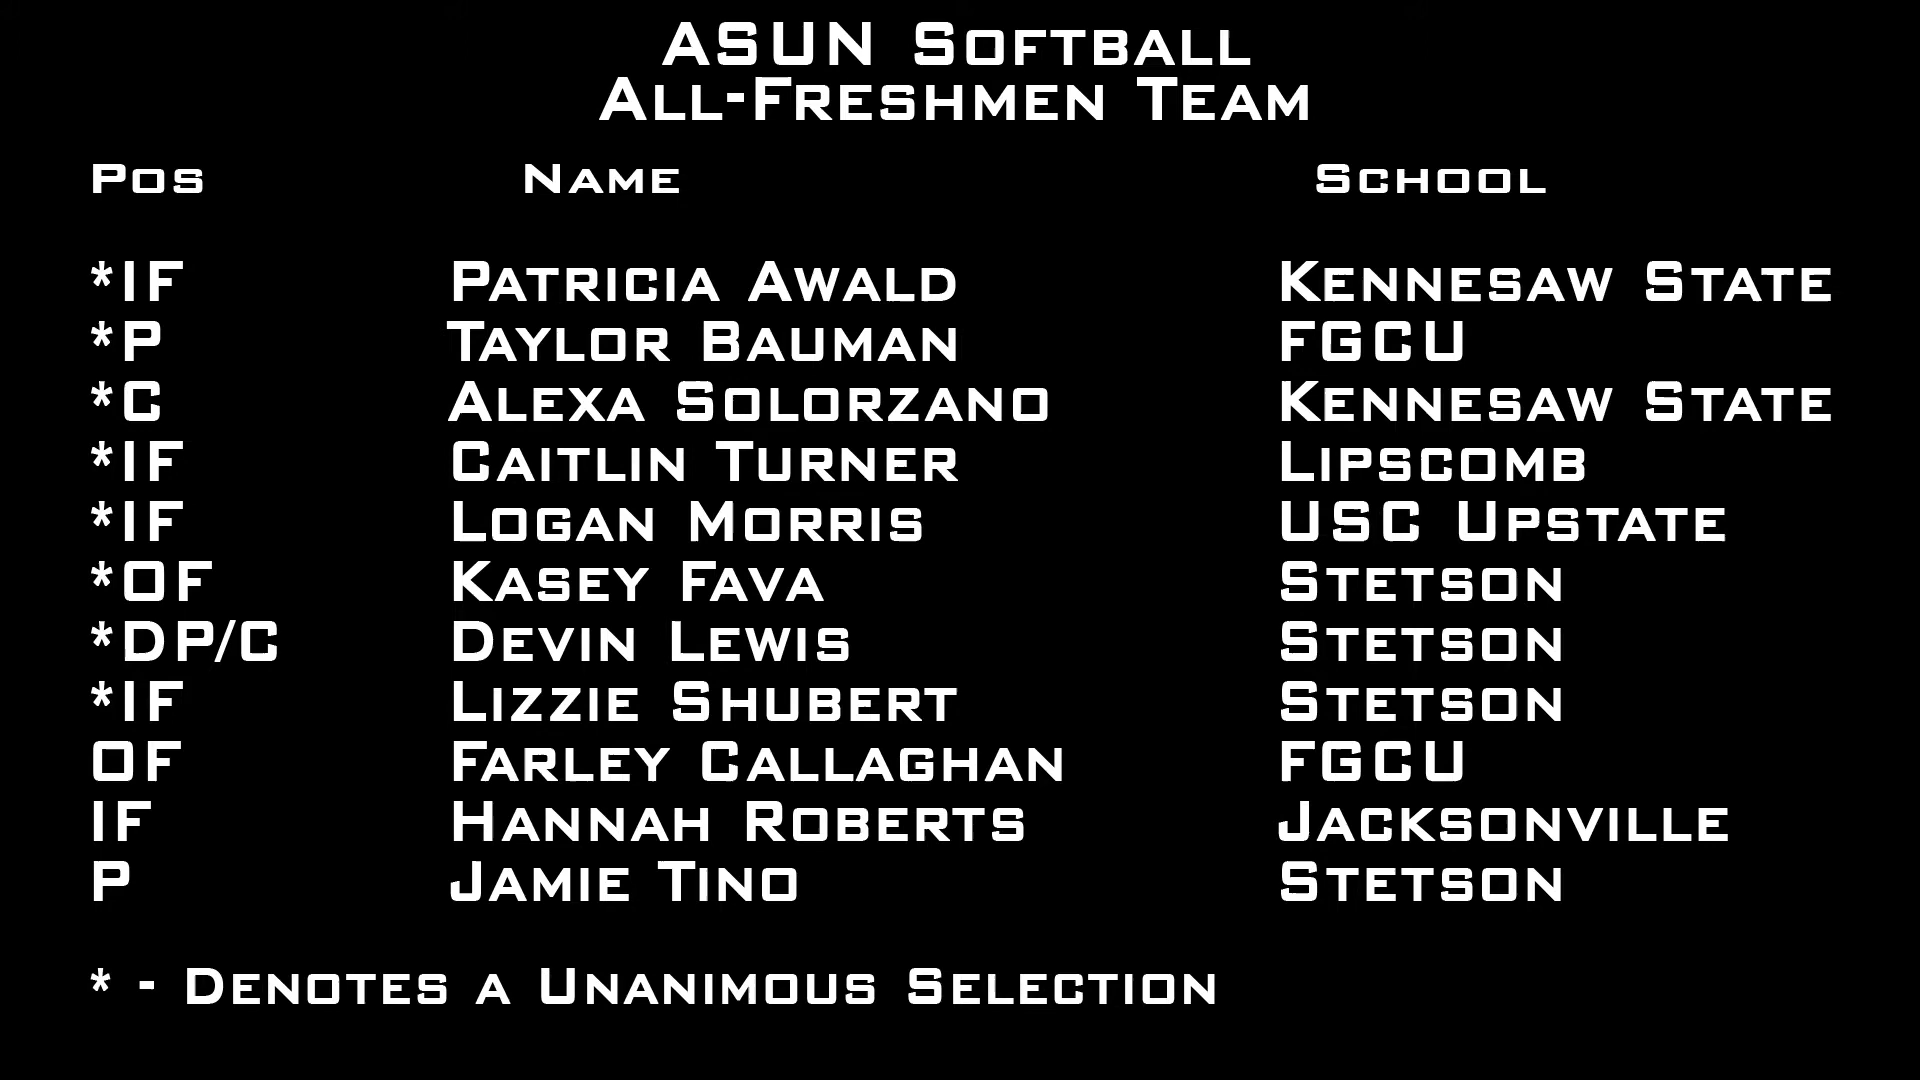 ASUN Softball
All-Freshmen Team
Pos Name School
*IF Patricia Awald Kennesaw State
*P Taylor Bauman FGCU
*C Alexa Solorzano Kennesaw State
*IF Caitlin Turner Lipscomb
*IF Logan Morris USC Upstate
*OF Kasey Fava Stetson
*DP/C Devin Lewis Stetson
*IF Lizzie Shubert Stetson
OF Farley Callaghan FGCU
IF Hannah Roberts Jacksonville
P Jamie Tino Stetson
* - Denotes a Unanimous Selection